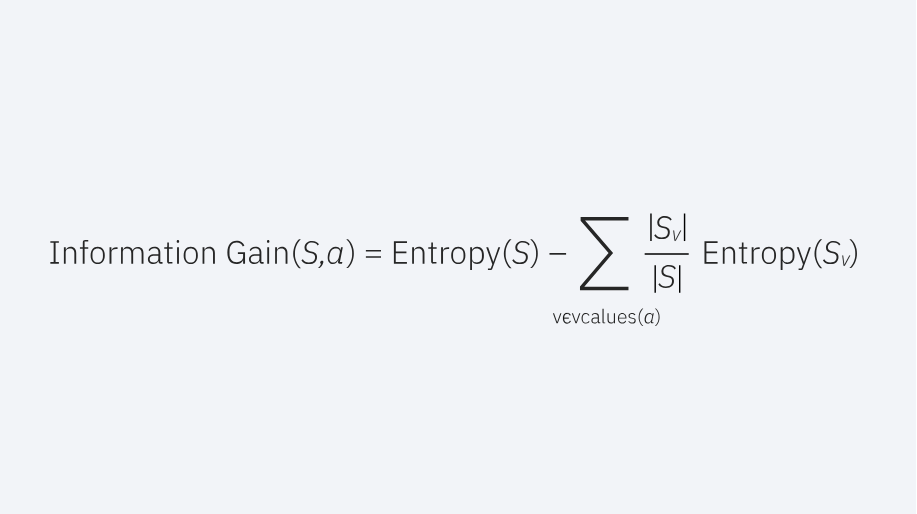 Information Gain(S,a) = Entropy(S) – ∑ |Sᵥ| / |S| Entropy(Sᵥ)
vϵvcalues(a)